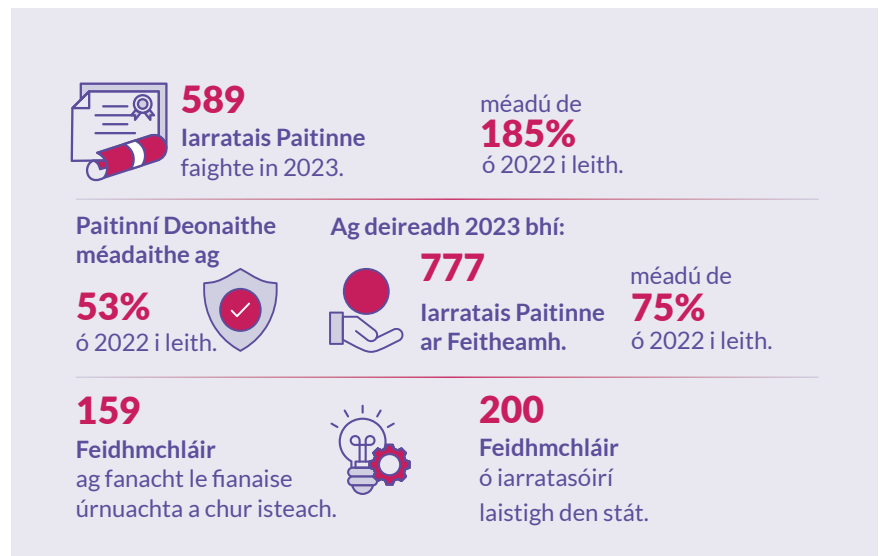 589
Iarratais Paitinne
faighte in 2023.
méadú de
185%
ó 2022 i leith.
Paitinní Deonaithe
méadaithe ag
53%
ó 2022 i leith.
Ag deireadh 2023 bhí:
777
Iarratais Paitinne
ar Feitheamh.
méadú de
75%
ó 2022 i leith.
159
Feidhmchláir
ag fanacht le fianaise
úrnuachta a chur isteach.
200
Feidhmchláir
ó iarratasóirí
laistigh den stát.